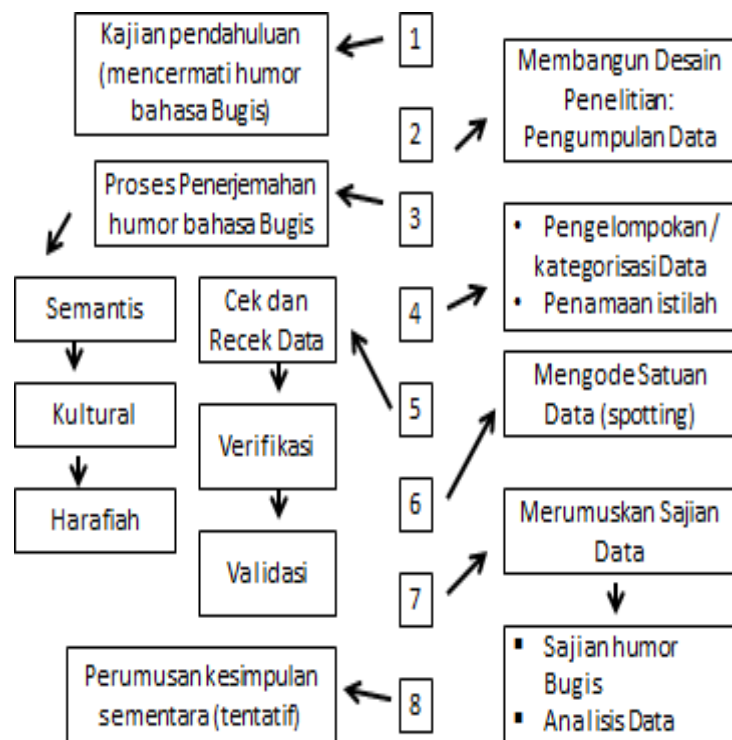 1
Kajian pendahuluan
(mencermati humor
bahasa Bugis)
2
Membangun Desain
Penelitian:
Pengumpulan Data
3
Proses Penerjemahan
humor bahasa Bugis
Semantis
Kultural
Harafiah
4
• Pengelompokan /
kategorisasi Data
• Penamaan istilah
5
Cek dan
Recek Data
Verifikasi
Validasi
6
Mengode Satuan
Data (spotting)
7
Merumuskan Sajian
Data
▪ Sajian humor
Bugis
▪ Analisis Data
8
Perumusan kesimpulan
sementara (tentatif)